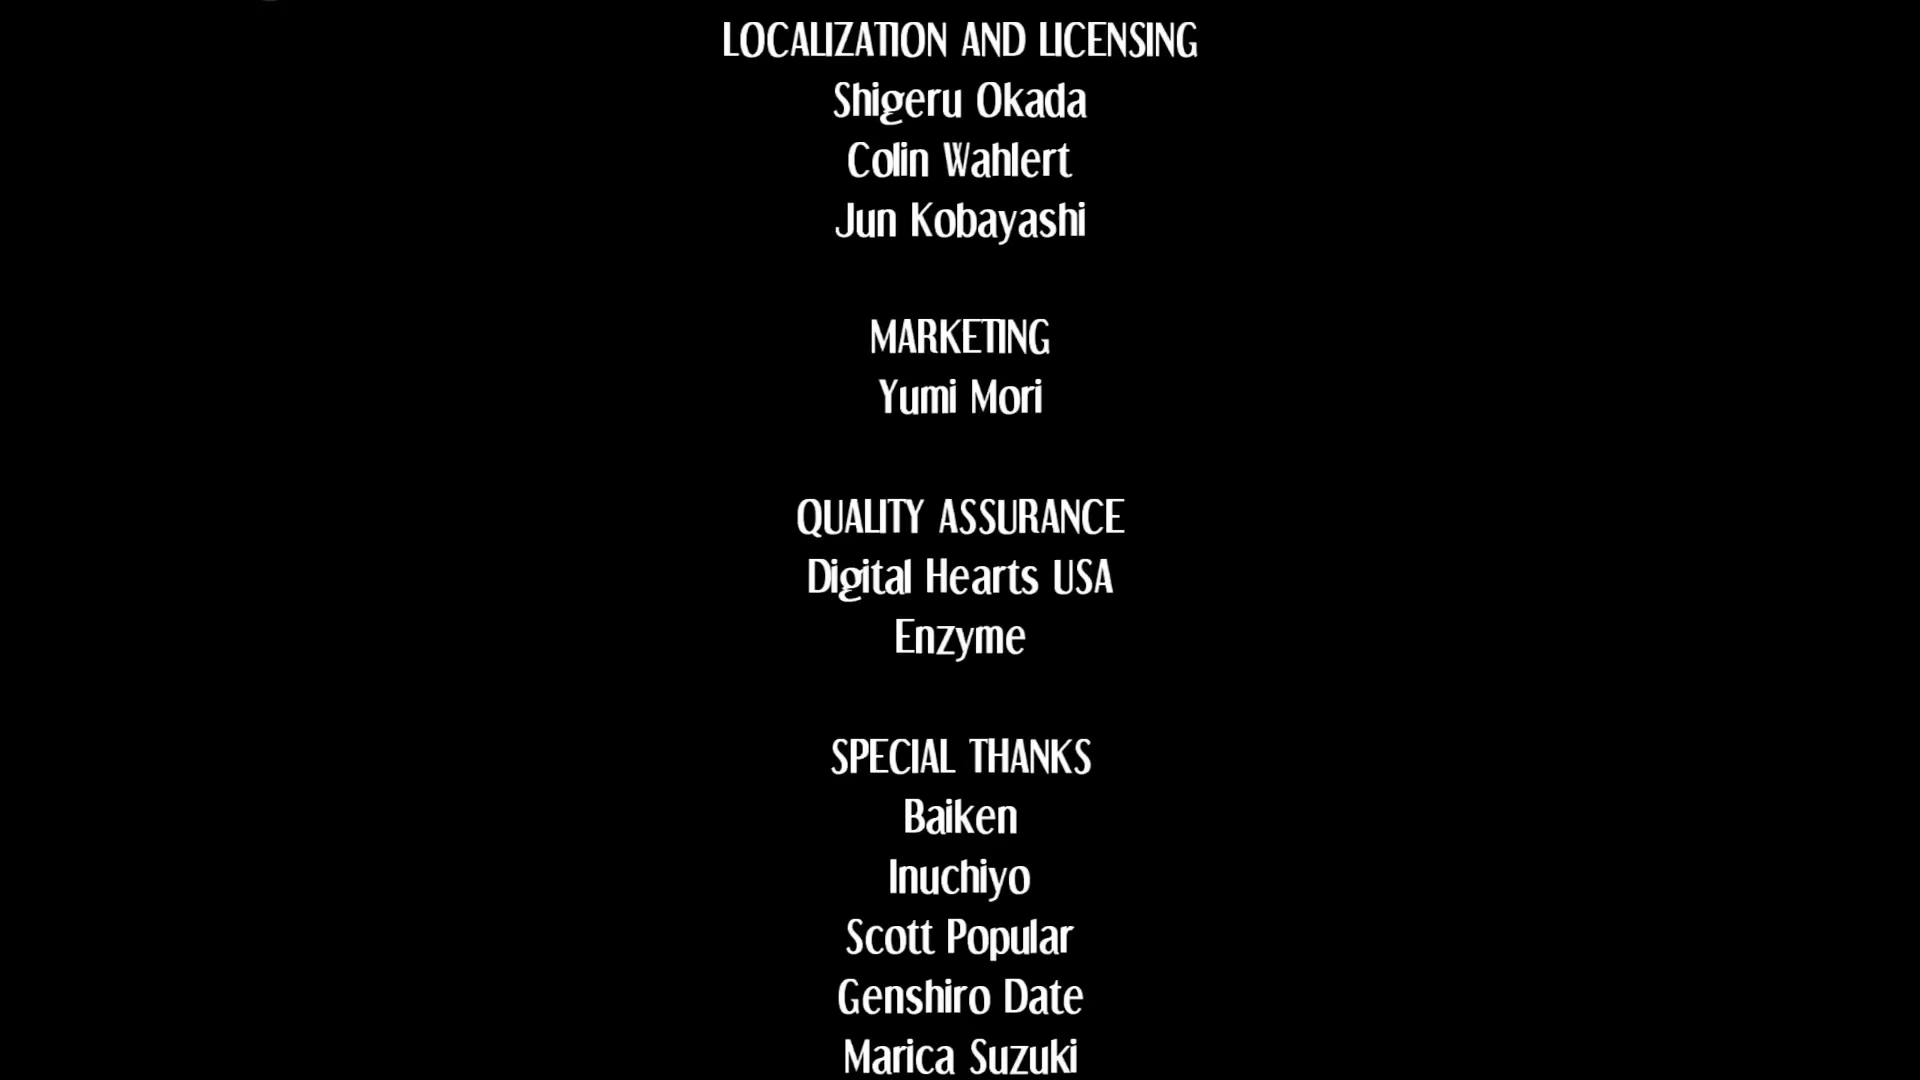 LOCALIZATION AND LICENSING
Shigeru Okada
Colin Wahlert
Jun Kobayashi
MARKETING
Yumi Mori
QUALITY ASSURANCE
Digital Hearts USA
Enzyme
SPECIAL THANKS
Baiken
Inuchiyo
Scott Popular
Genshiro Date
Marica Suzuki